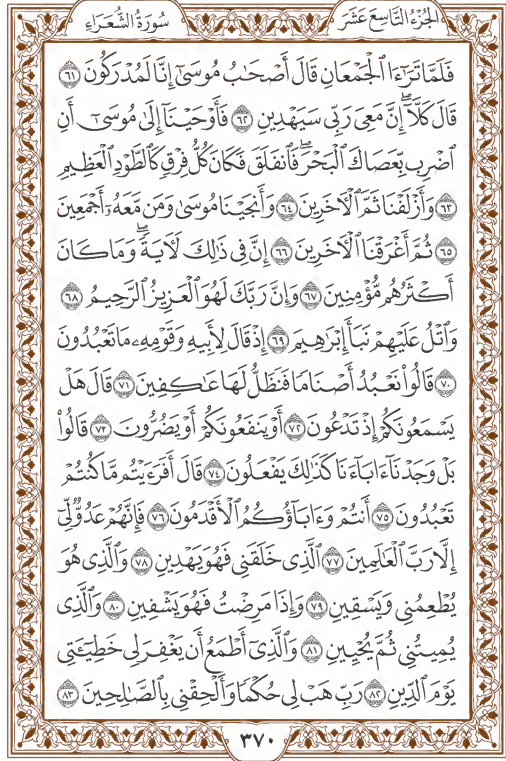 الجزء التاسع عشر
سورة الشعراء
فَلَمَّا تَرَٰٓءَا ٱلْجَمْعَانِ قَالَ أَصْحَٰبُ مُوسَىٰٓ إِنَّا لَمُدْرَكُونَ ٦١
قَالَ كَلَّآ ۖ إِنَّ مَعِىَ رَبِّى سَيَهْدِينِ ٦٢ فَأَوْحَيْنَآ إِلَىٰ مُوسَىٰٓ أَنِ
ٱضْرِب بِّعَصَاكَ ٱلْبَحْرَ ۖ فَٱنفَلَقَ فَكَانَ كُلُّ فِرْقٍ كَٱلطَّوْدِ ٱلْعَظِيمِ
٦٣ وَأَزْلَفْنَا ثَمَّ ٱلْءَاخَرِينَ ٦٤ وَأَنجَيْنَا مُوسَىٰ وَمَن مَّعَهُۥٓ أَجْمَعِينَ
٦٥ ثُمَّ أَغْرَقْنَا ٱلْءَاخَرِينَ ٦٦ إِنَّ فِى ذَٰلِكَ لَءَايَةً ۖ وَمَا كَانَ
أَكْثَرُهُم مُّؤْمِنِينَ ٦٧ وَإِنَّ رَبَّكَ لَهُوَ ٱلْعَزِيزُ ٱلرَّحِيمُ ٦٨
وَٱتْلُ عَلَيْهِمْ نَبَأَ إِبْرَٰهِيمَ ٦٩ إِذْ قَالَ لِأَبِيهِ وَقَوْمِهِۦ مَا تَعْبُدُونَ
٧٠ قَالُوا۟ نَعْبُدُ أَصْنَامًا فَنَظَلُّ لَهَا عَٰكِفِينَ ٧١ قَالَ هَلْ
يَسْمَعُونَكُمْ إِذْ تَدْعُونَ ٧٢ أَوْ يَنفَعُونَكُمْ أَوْ يَضُرُّونَ ٧٣ قَالُوا۟
بَلْ وَجَدْنَآ ءَابَآءَنَا كَذَٰلِكَ يَفْعَلُونَ ٧٤ قَالَ أَفَرَءَيْتُم مَّا كُنتُمْ
تَعْبُدُونَ ٧٥ أَنتُمْ وَءَابَآؤُكُمُ ٱلْأَقْدَمُونَ ٧٦ فَإِنَّهُمْ عَدُوٌّ لِّىٓ
إِلَّا رَبَّ ٱلْعَٰلَمِينَ ٧٧ ٱلَّذِى خَلَقَنِى فَهُوَ يَهْدِينِ ٧٨ وَٱلَّذِى هُوَ
يُطْعِمُنِى وَيَسْقِينِ ٧٩ وَإِذَا مَرِضْتُ فَهُوَ يَشْفِينِ ٨٠ وَٱلَّذِى
يُمِيتُنِى ثُمَّ يُحْيِينِ ٨١ وَٱلَّذِىٓ أَطْمَعُ أَن يَغْفِرَ لِى خَطِيٓـَٔتِى
يَوْمَ ٱلدِّينِ ٨٢ رَبِّ هَبْ لِى حُكْمًا وَأَلْحِقْنِى بِٱلصَّٰلِحِينَ ٨٣
٣٧٠